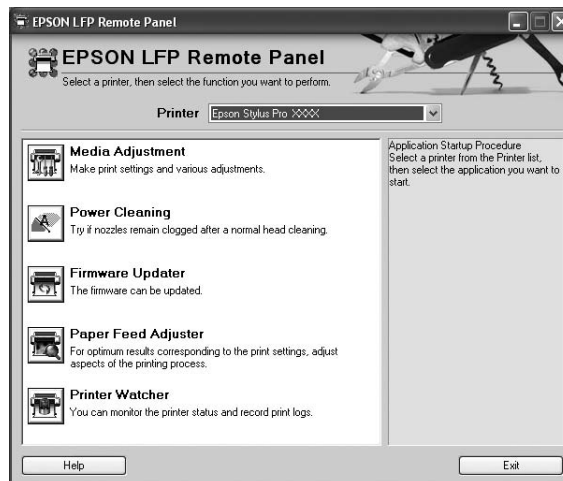 EPSON LFP Remote Panel
EPSON LFP Remote Panel
Select a printer, then select the function you want to perform.
Printer Epson Stylus Pro XXXX
Media Adjustment
Make print settings and various adjustments.
Power Cleaning
Try if nozzles remain clogged after a normal head cleaning.
Firmware Updater
The firmware can be updated.
Paper Feed Adjuster
For optimum results corresponding to the print settings, adjust
aspects of the printing process.
Printer Watcher
You can monitor the printer status and record print logs.
Application Startup Procedure
Select a printer from the Printer list,
then select the application you want to
start.
Help
Exit